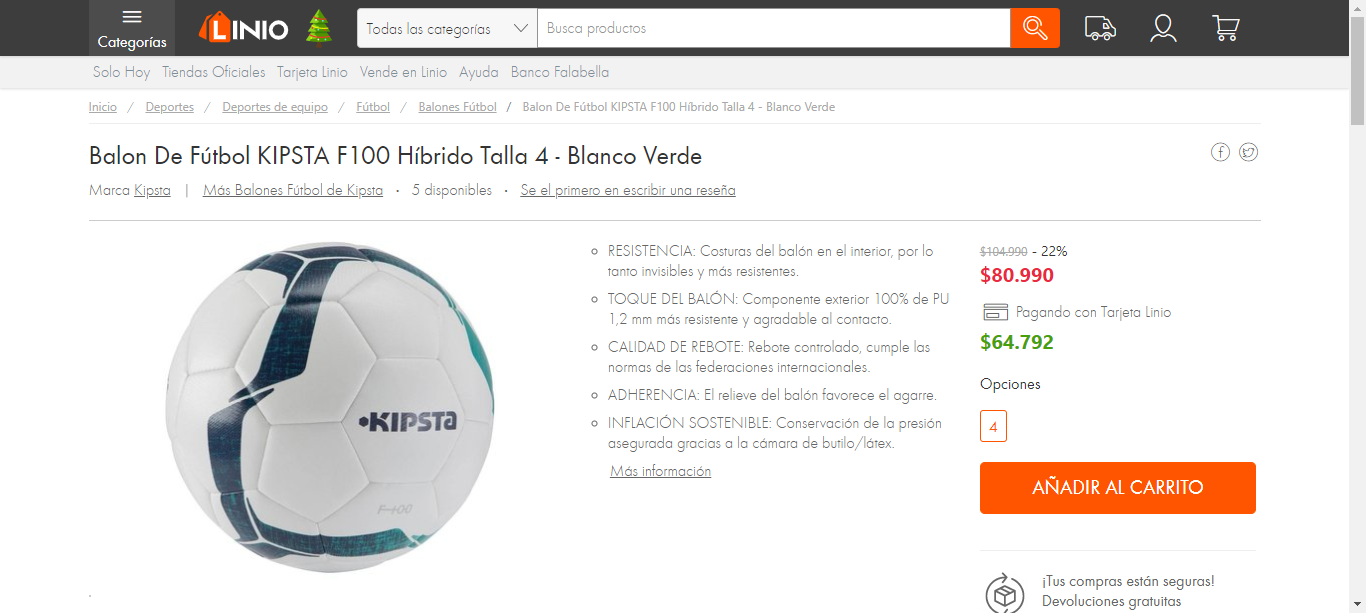 Categorías
LINIO
Todas las categorías
Busca productos
Solo Hoy Tiendas Oficiales Tarjeta Linio Vende en Linio Ayuda Banco Falabella
Inicio / Deportes / Deportes de equipo / Fútbol / Balones Fútbol / Balon De Fútbol KIPSTA F100 Híbrido Talla 4 - Blanco Verde
Balon De Fútbol KIPSTA F100 Híbrido Talla 4 - Blanco Verde
Marca Kipsta | Más Balones Fútbol de Kipsta · 5 disponibles · Se el primero en escribir una reseña
KIPSTA
F100
RESISTENCIA: Costuras del balón en el interior, por lo
tanto invisibles y más resistentes.
TOQUE DEL BALÓN: Componente exterior 100% de PU
1,2 mm más resistente y agradable al contacto.
CALIDAD DE REBOTE: Rebote controlado, cumple las
normas de las federaciones internacionales.
ADHERENCIA: El relieve del balón favorece el agarre.
INFLACIÓN SOSTENIBLE: Conservación de la presión
asegurada gracias a la cámara de butilo/látex.
Más información
$104.990 - 22%
$80.990
Pagando con Tarjeta Linio
$64.792
Opciones
4
AÑADIR AL CARRITO
¡Tus compras están seguras!
Devoluciones gratuitas